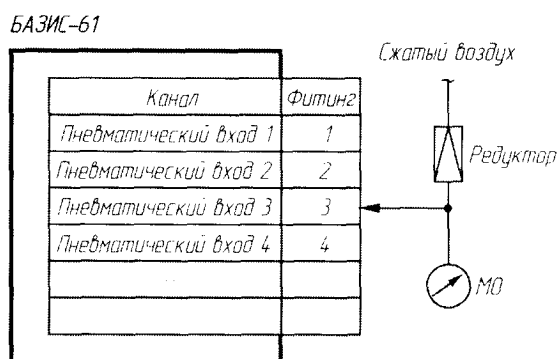 БАЗИС-61
Сжатый воздух
Канал Фитинг
Пневматический вход 1 1
Пневматический вход 2 2
Редуктор
Пневматический вход 3 3
Пневматический вход 4 4
...
МО